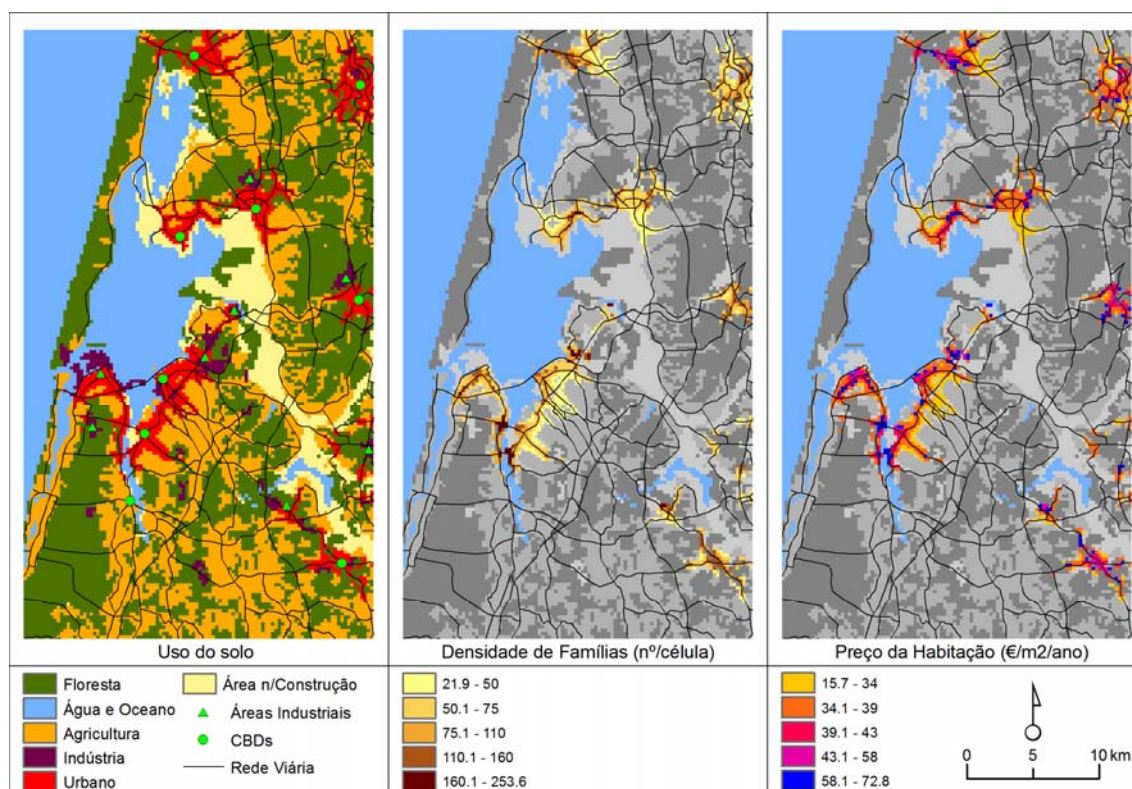 Uso do solo
Densidade de Famílias (nº/célula)
Preço da Habitação (€/m2/ano)
Floresta
Água e Oceano
Agricultura
Indústria
Urbano
Área n/Construção
Áreas Industriais
CBDs
Rede Viária
21.9 - 50
50.1 - 75
75.1 - 110
110.1 - 160
160.1 - 253.6
15.7 - 34
34.1 - 39
39.1 - 43
43.1 - 58
58.1 - 72.8
0 5 10 km